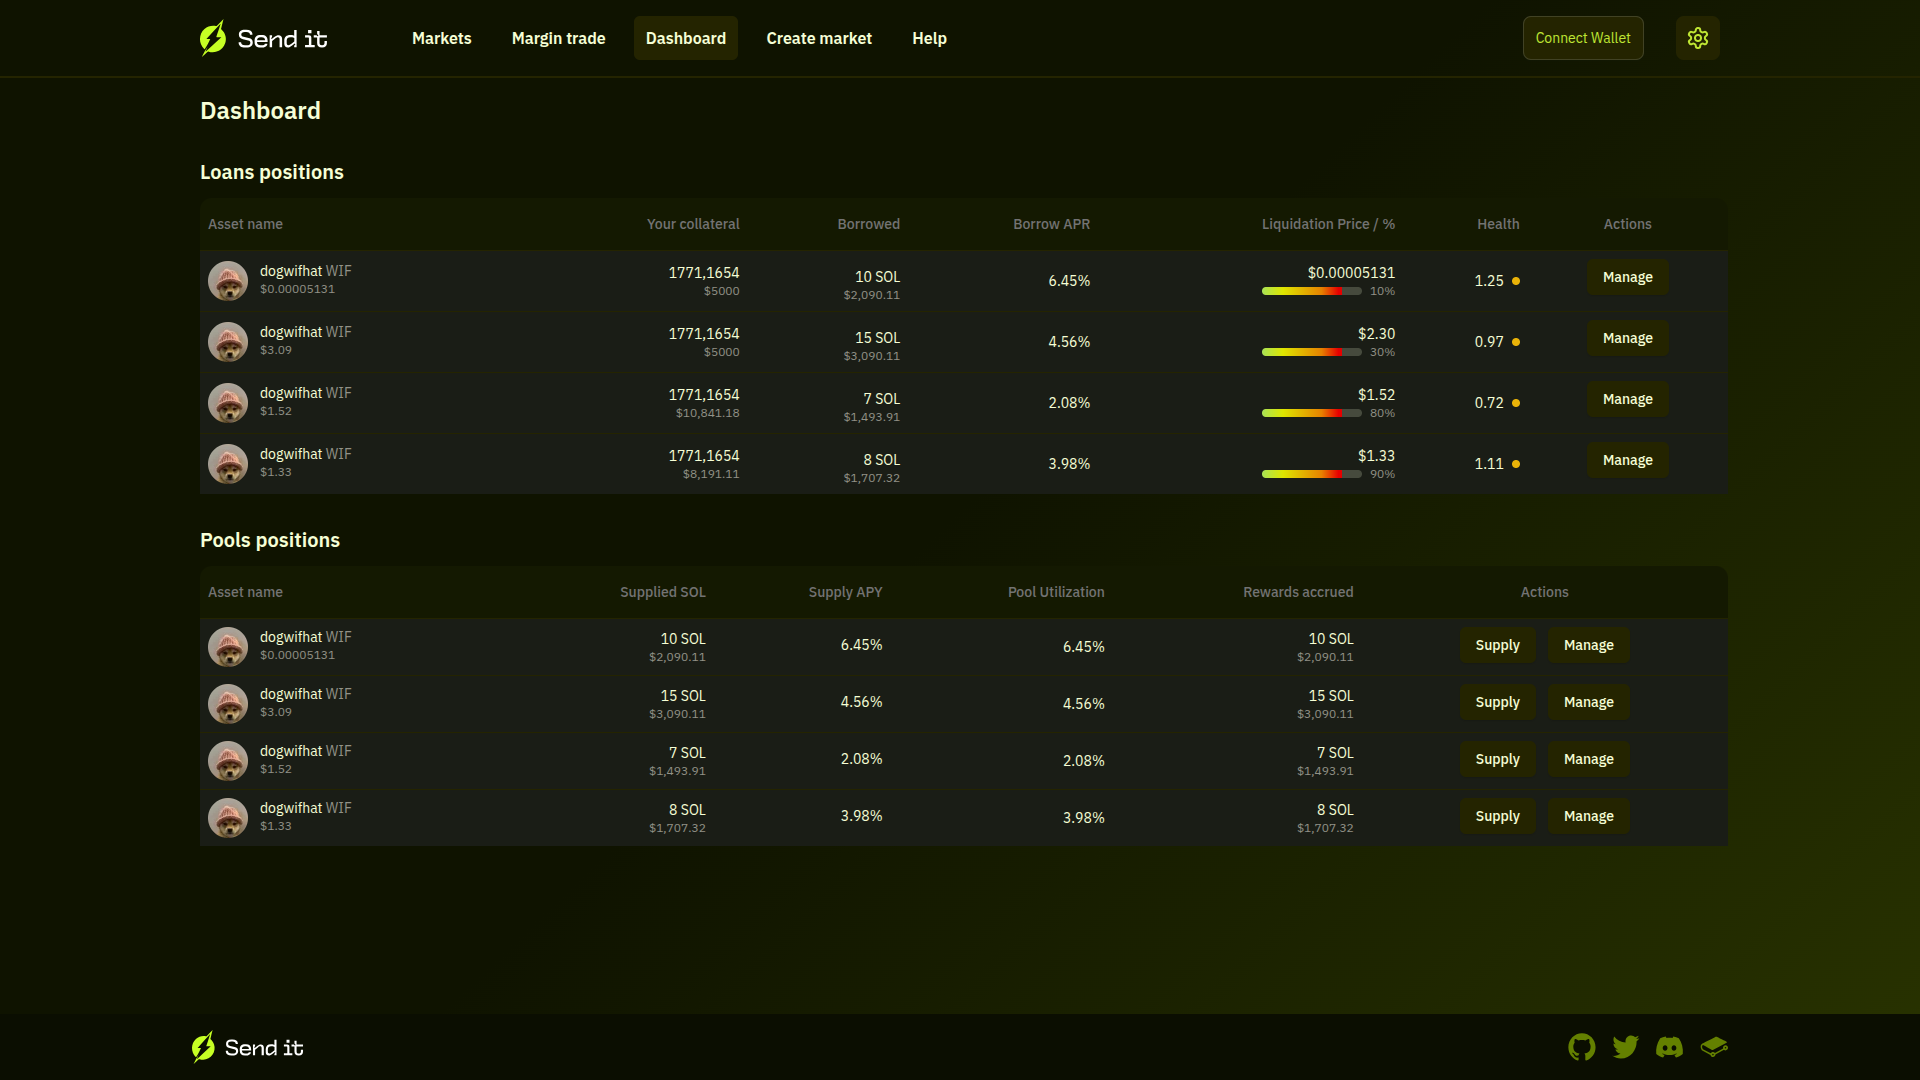 Send it Markets Margin trade Dashboard Create market Help Connect Wallet
Dashboard
Loans positions
Asset name Your collateral Borrowed Borrow APR Liquidation Price / % Health Actions
dogwifhat WIF 1771,1654 10 SOL 6.45% $0.00005131 1.25 Manage
$0.00005131 $5000 $2,090.11 10%
dogwifhat WIF 1771,1654 15 SOL 4.56% $2.30 0.97 Manage
$3.09 $5000 $3,090.11 30%
dogwifhat WIF 1771,1654 7 SOL 2.08% $1.52 0.72 Manage
$1.52 $10,841.18 $1,493.91 80%
dogwifhat WIF 1771,1654 8 SOL 3.98% $1.33 1.11 Manage
$1.33 $8,191.11 $1,707.32 90%
Pools positions
Asset name Supplied SOL Supply APY Pool Utilization Rewards accrued Actions
dogwifhat WIF 10 SOL 6.45% 6.45% 10 SOL Supply Manage
$0.00005131 $2,090.11 $2,090.11
dogwifhat WIF 15 SOL 4.56% 4.56% 15 SOL Supply Manage
$3.09 $3,090.11 $3,090.11
dogwifhat WIF 7 SOL 2.08% 2.08% 7 SOL Supply Manage
$1.52 $1,493.91 $1,493.91
dogwifhat WIF 8 SOL 3.98% 3.98% 8 SOL Supply Manage
$1.33 $1,707.32 $1,707.32
Send it